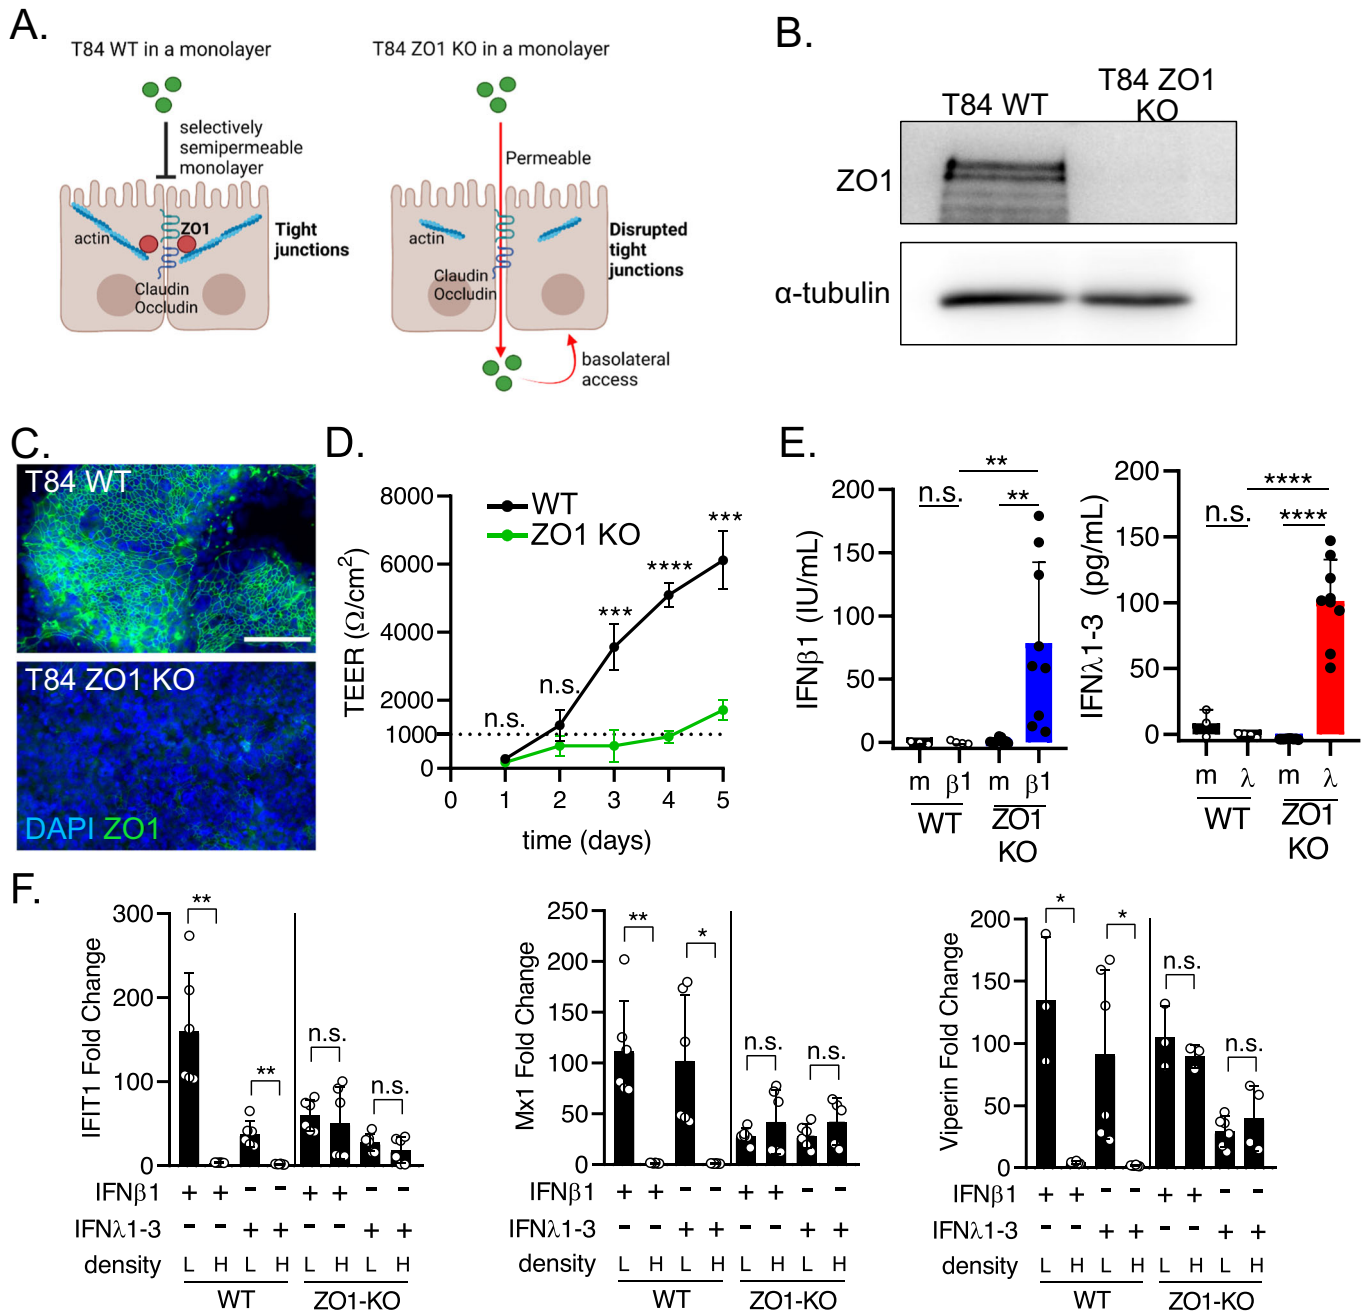 A.
T84 WT in a monolayer
selectively
semipermeable
monolayer
actin
ZO1
Tight
junctions
Claudin
Occludin
T84 ZO1 KO in a monolayer
Permeable
actin
Disrupted
tight
junctions
Claudin
Occludin
basolateral
access
B.
T84 WT
T84 ZO1
KO
ZO1
α-tubulin
C.
T84 WT
T84 ZO1 KO
DAPI ZO1
D.
WT
ZO1 KO
TEER (Ω/cm²)
8000
6000
4000
2000
1000
0
n.s.
n.s.
***
****
***
0 1 2 3 4 5
time (days)
E.
IFNβ1 (IU/mL)
200
150
100
50
0
n.s.
**
**
m β1 m β1
WT
ZO1
KO
IFNλ1-3 (pg/mL)
200
150
100
50
0
n.s.
****
****
m λ m λ
WT
ZO1
KO
F.
IFIT1 Fold Change
300
200
100
0
**
**
n.s.
n.s.
IFNβ1 + + - - + + - -
IFNλ1-3 - - + + - - + +
density L H L H L H L H
WT ZO1-KO
Mx1 Fold Change
250
200
150
100
50
0
**
*
n.s.
n.s.
IFNβ1 + + - - + + - -
IFNλ1-3 - - + + - - + +
density L H L H L H L H
WT ZO1-KO
Viperin Fold Change
200
150
100
50
0
*
*
n.s.
n.s.
IFNβ1 + + - - + + - -
IFNλ1-3 - - + + - - + +
density L H L H L H L H
WT ZO1-KO